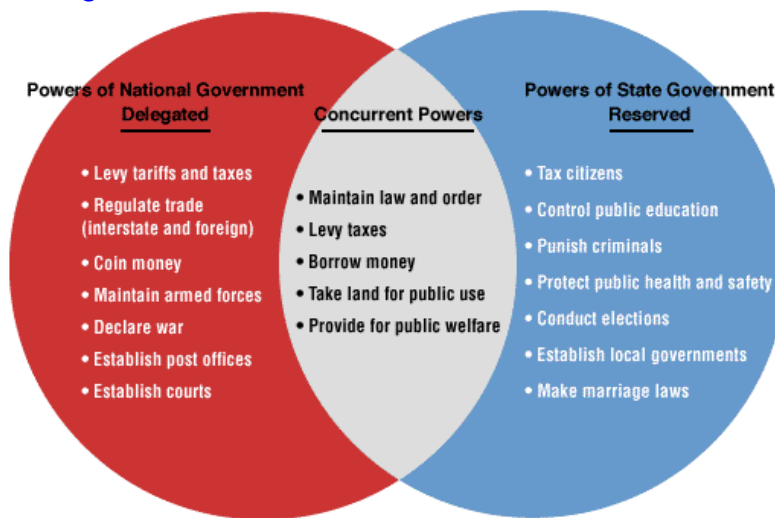 Powers of National Government
Delegated
• Levy tariffs and taxes
• Regulate trade
(interstate and foreign)
• Coin money
• Maintain armed forces
• Declare war
• Establish post offices
• Establish courts
Concurrent Powers
• Maintain law and order
• Levy taxes
• Borrow money
• Take land for public use
• Provide for public welfare
Powers of State Government
Reserved
• Tax citizens
• Control public education
• Punish criminals
• Protect public health and safety
• Conduct elections
• Establish local governments
• Make marriage laws